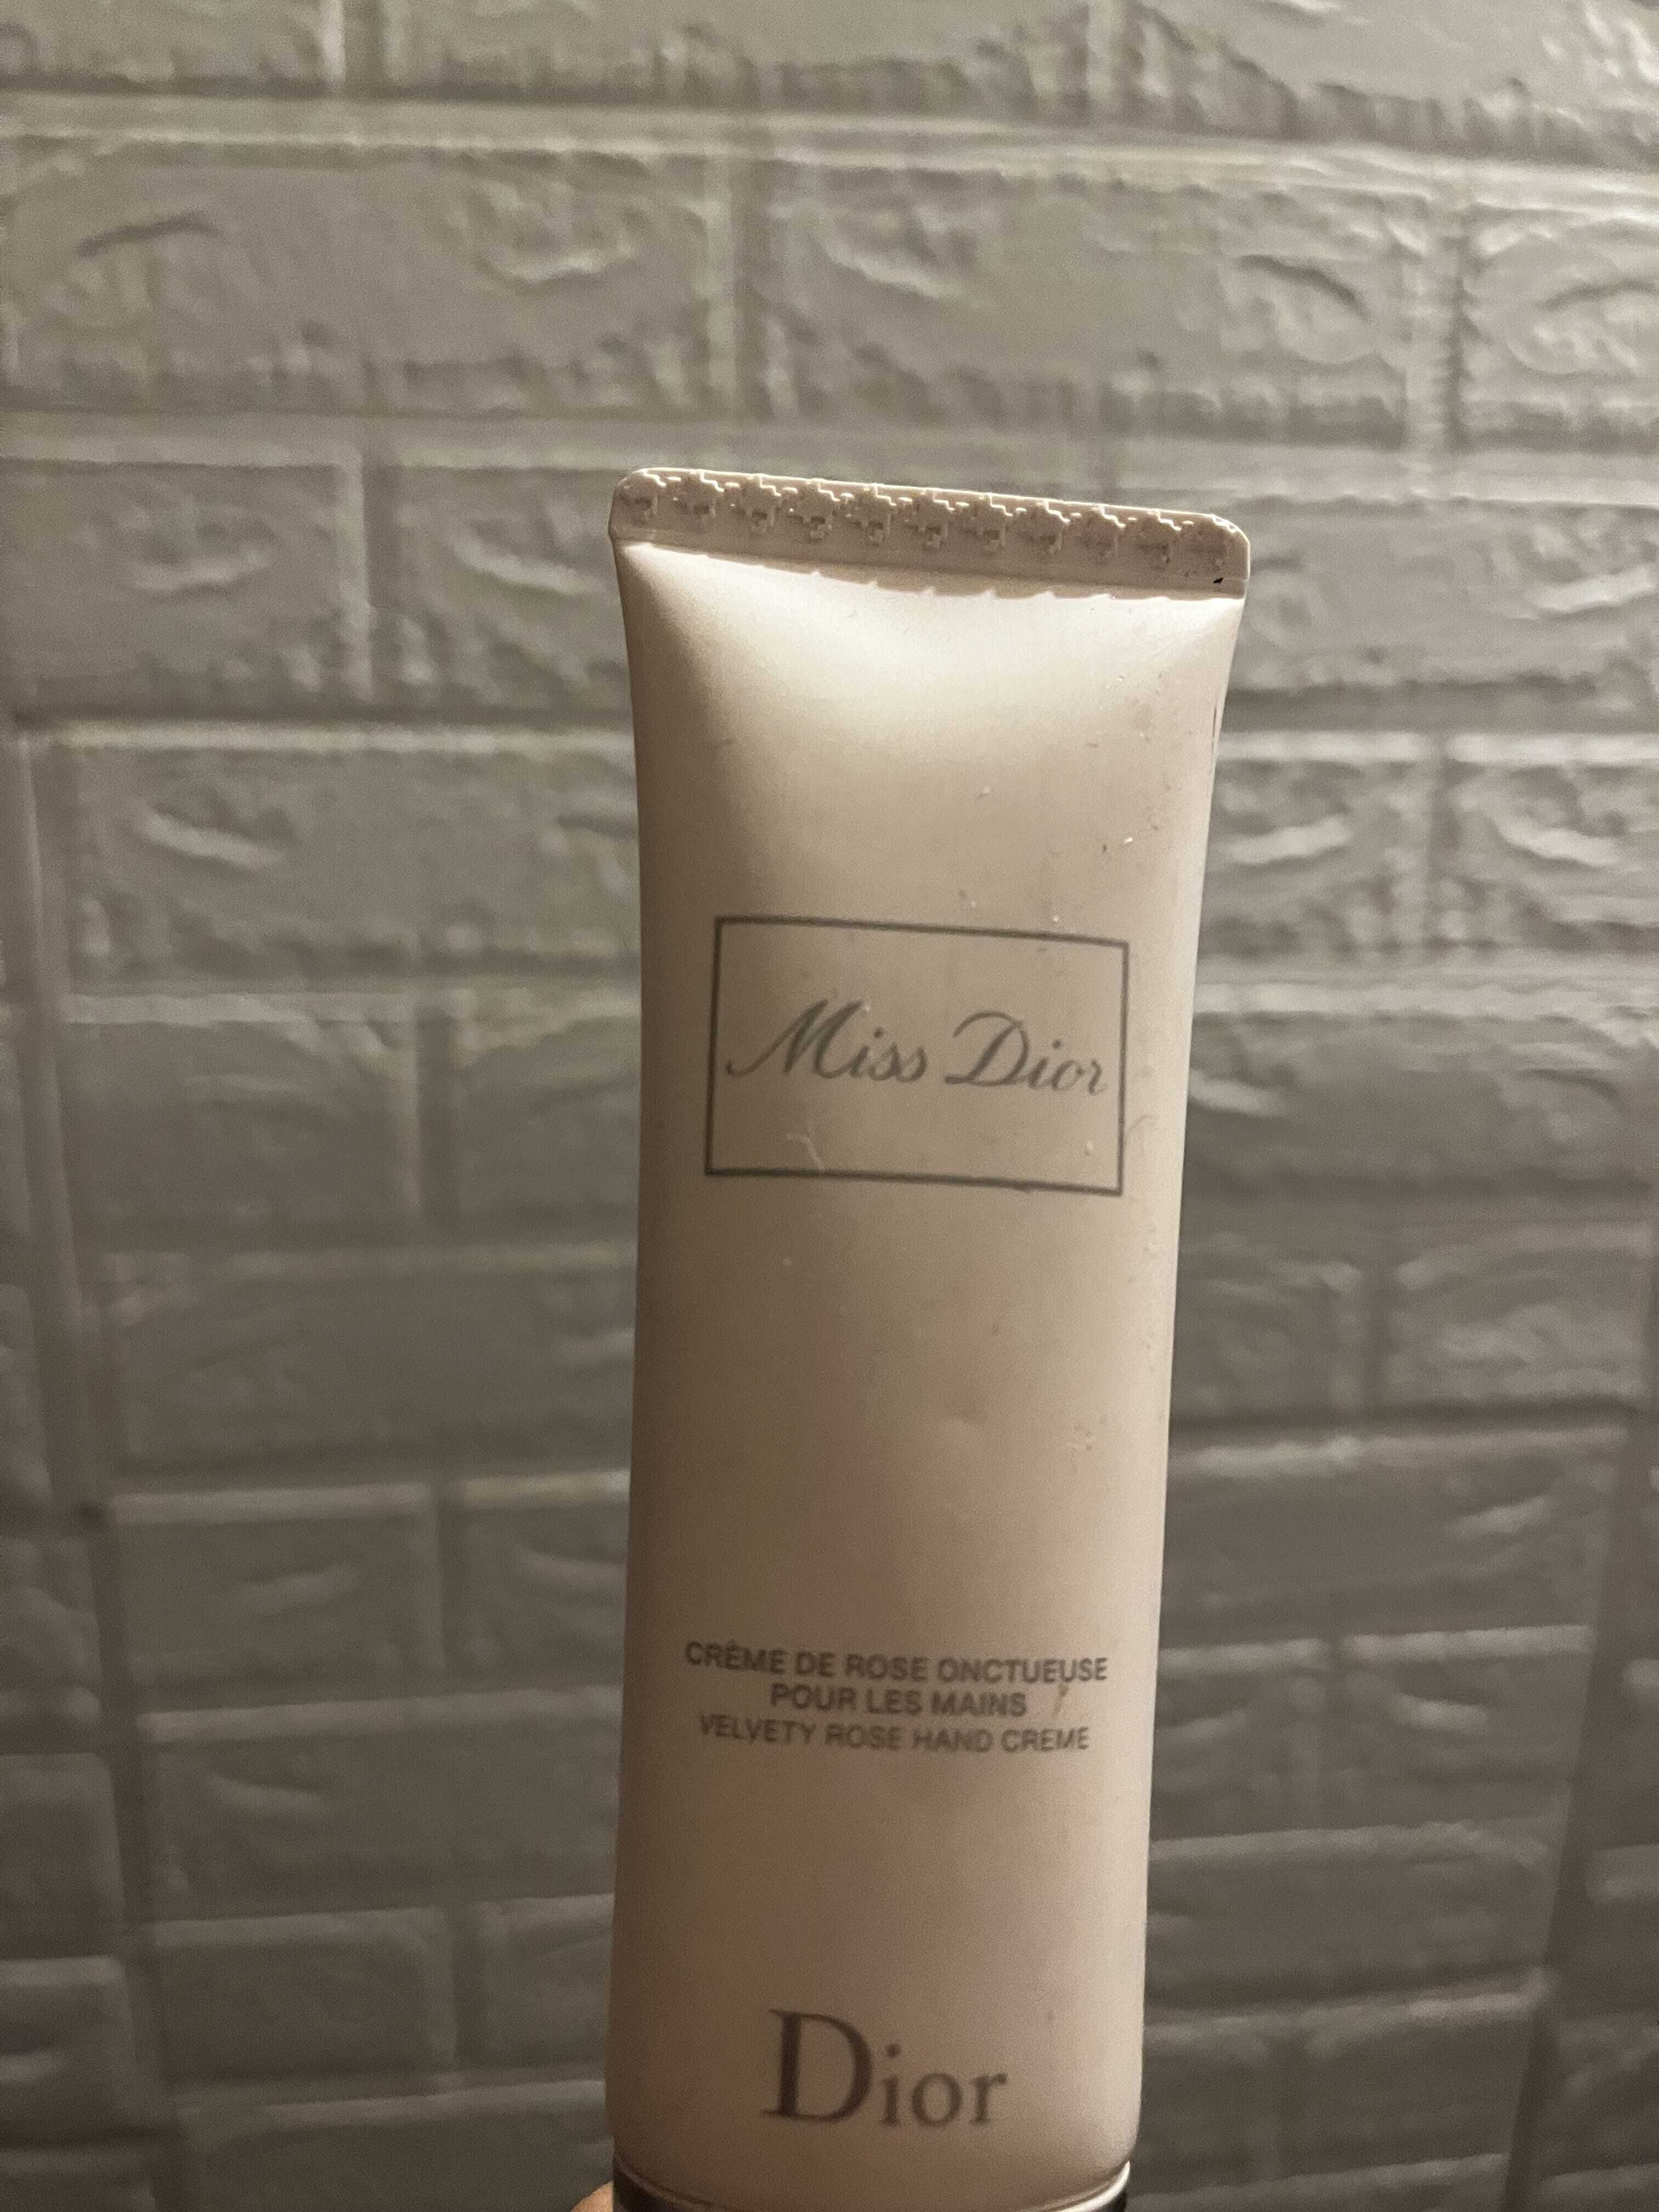 Miss Dior
CRÈME DE ROSE ONCTUEUSE
POUR LES MAINS
VELVETY ROSE HAND CREME
Dior